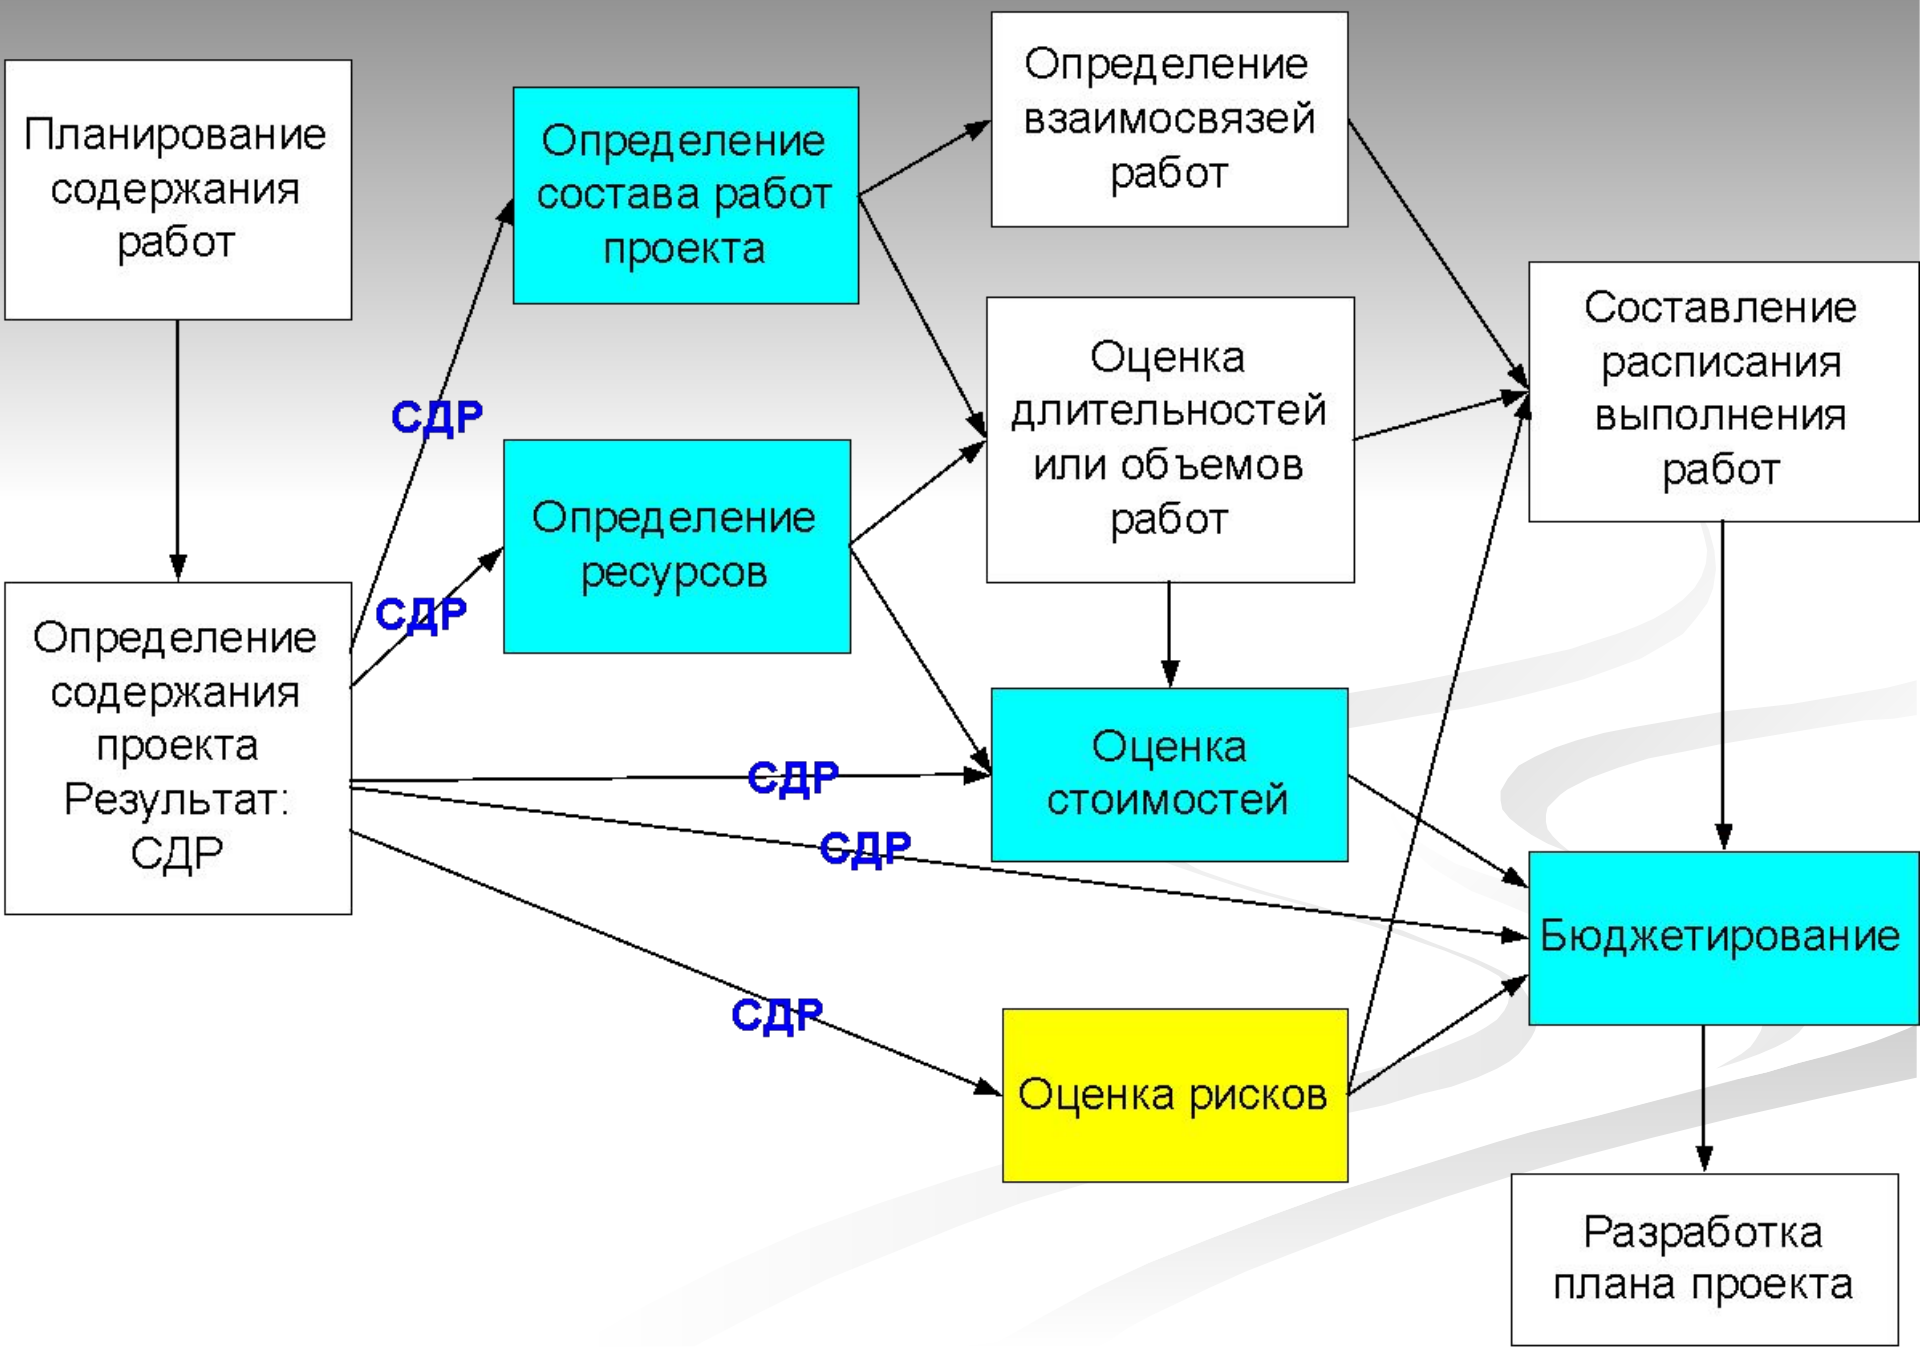 Планирование
содержания
работ
Определение
содержания
проекта
Результат:
СДР
СДР
СДР
СДР
СДР
СДР
Определение
состава работ
проекта
Определение
ресурсов
Определение
взаимосвязей
работ
Оценка
длительностей
или объемов
работ
Оценка
стоимостей
Оценка рисков
Составление
расписания
выполнения
работ
Бюджетирование
Разработка
плана проекта